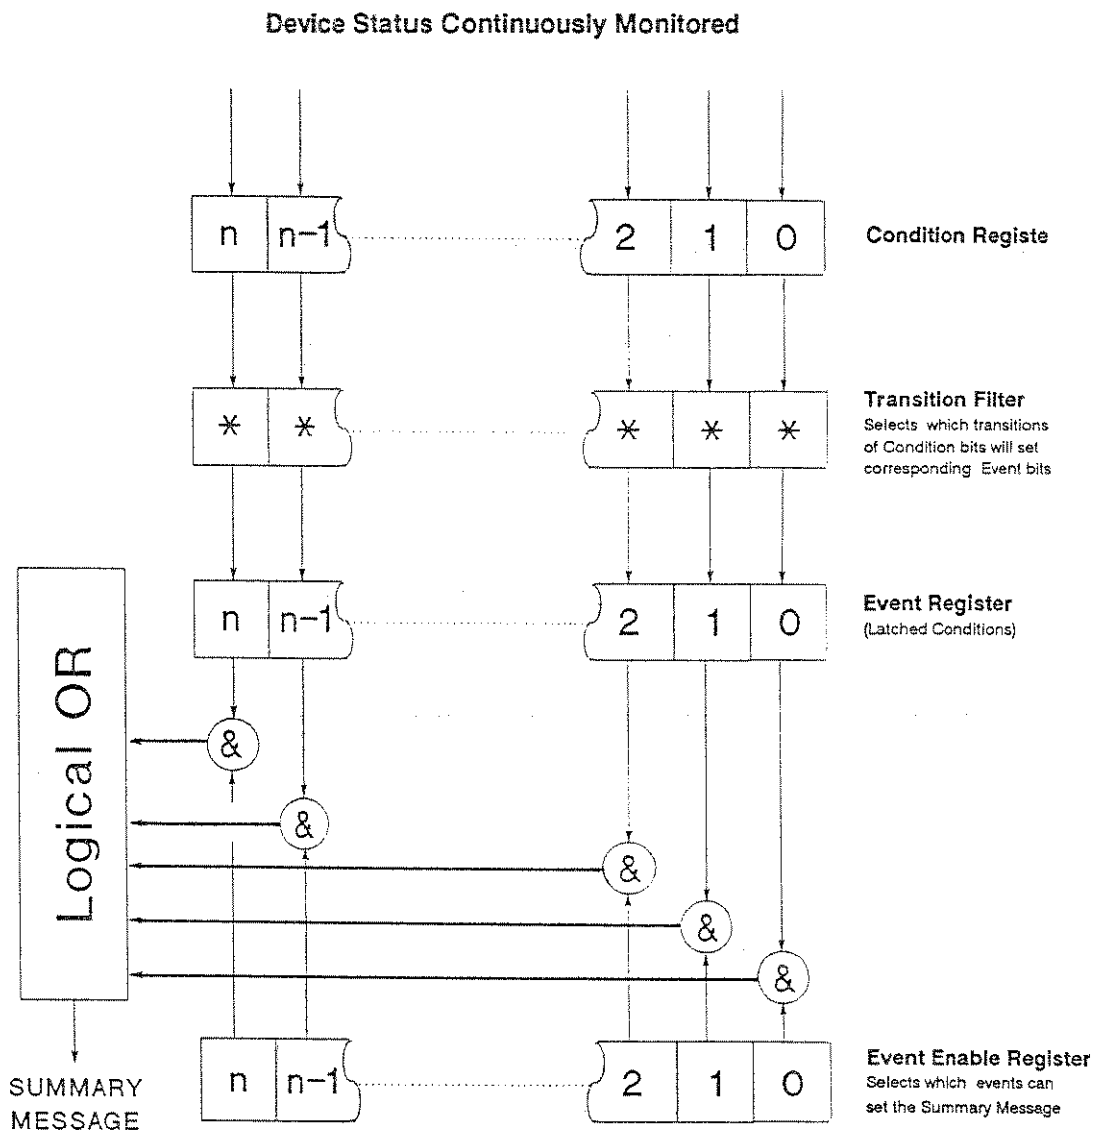 Device Status Continuously Monitored
n n-1 2 1 0
Condition Registe
* * * * *
Transition Filter
Selects which transitions
of Condition bits will set
corresponding Event bits
n n-1 2 1 0
Event Register
(Latched Conditions)
Logical OR
&
&
&
&
&
n n-1 2 1 0
Event Enable Register
Selects which events can
set the Summary Message
SUMMARY
MESSAGE